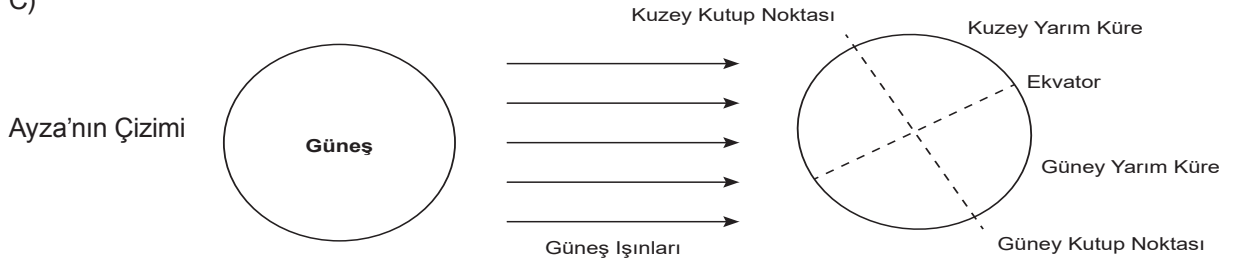 C)
Kuzey Kutup Noktası
Kuzey Yarım Küre
Ekvator
Ayza’nın Çizimi
Güneş
Güney Yarım Küre
Güneş Işınları
Güney Kutup Noktası